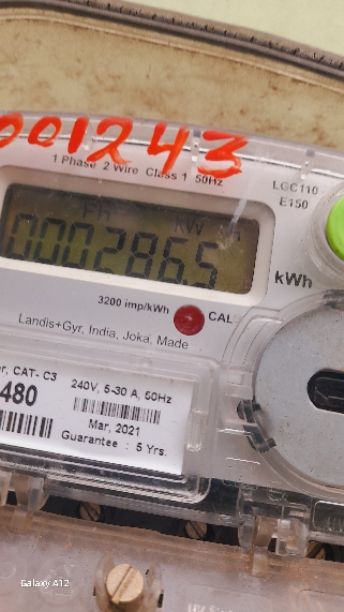 001243
1 Phase 2 Wire Class 1 50Hz
LGC110
E150
kW
000286.5
kWh
3200 imp/kWh
CAL
Landis+Gyr, India, Joka, Made
CAT- C3
480
240V, 5-30 A, 50Hz
Mar, 2021
Guarantee : 5 Yrs.
Galaxy A12